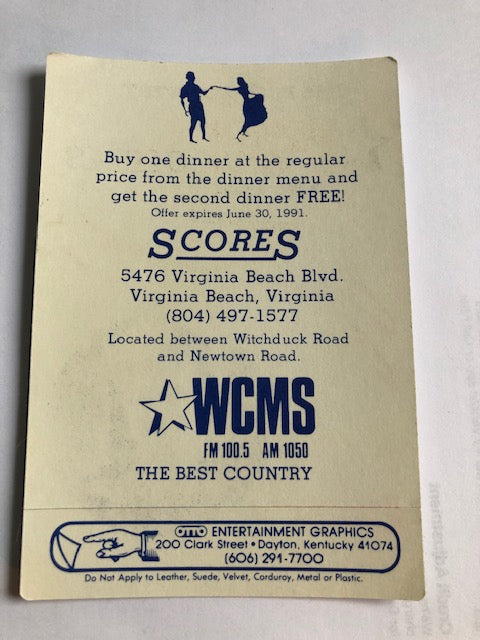 Buy one dinner at the regular
price from the dinner menu and
get the second dinner FREE!
Offer expires June 30, 1991.
SCORES
5476 Virginia Beach Blvd.
Virginia Beach, Virginia
(804) 497-1577
Located between Witchduck Road
and Newtown Road.
WCMS
FM 100.5 AM 1050
THE BEST COUNTRY
OTTO ENTERTAINMENT GRAPHICS
200 Clark Street • Dayton, Kentucky 41074
(606) 291-7700
Do Not Apply to Leather, Suede, Velvet, Corduroy, Metal or Plastic.